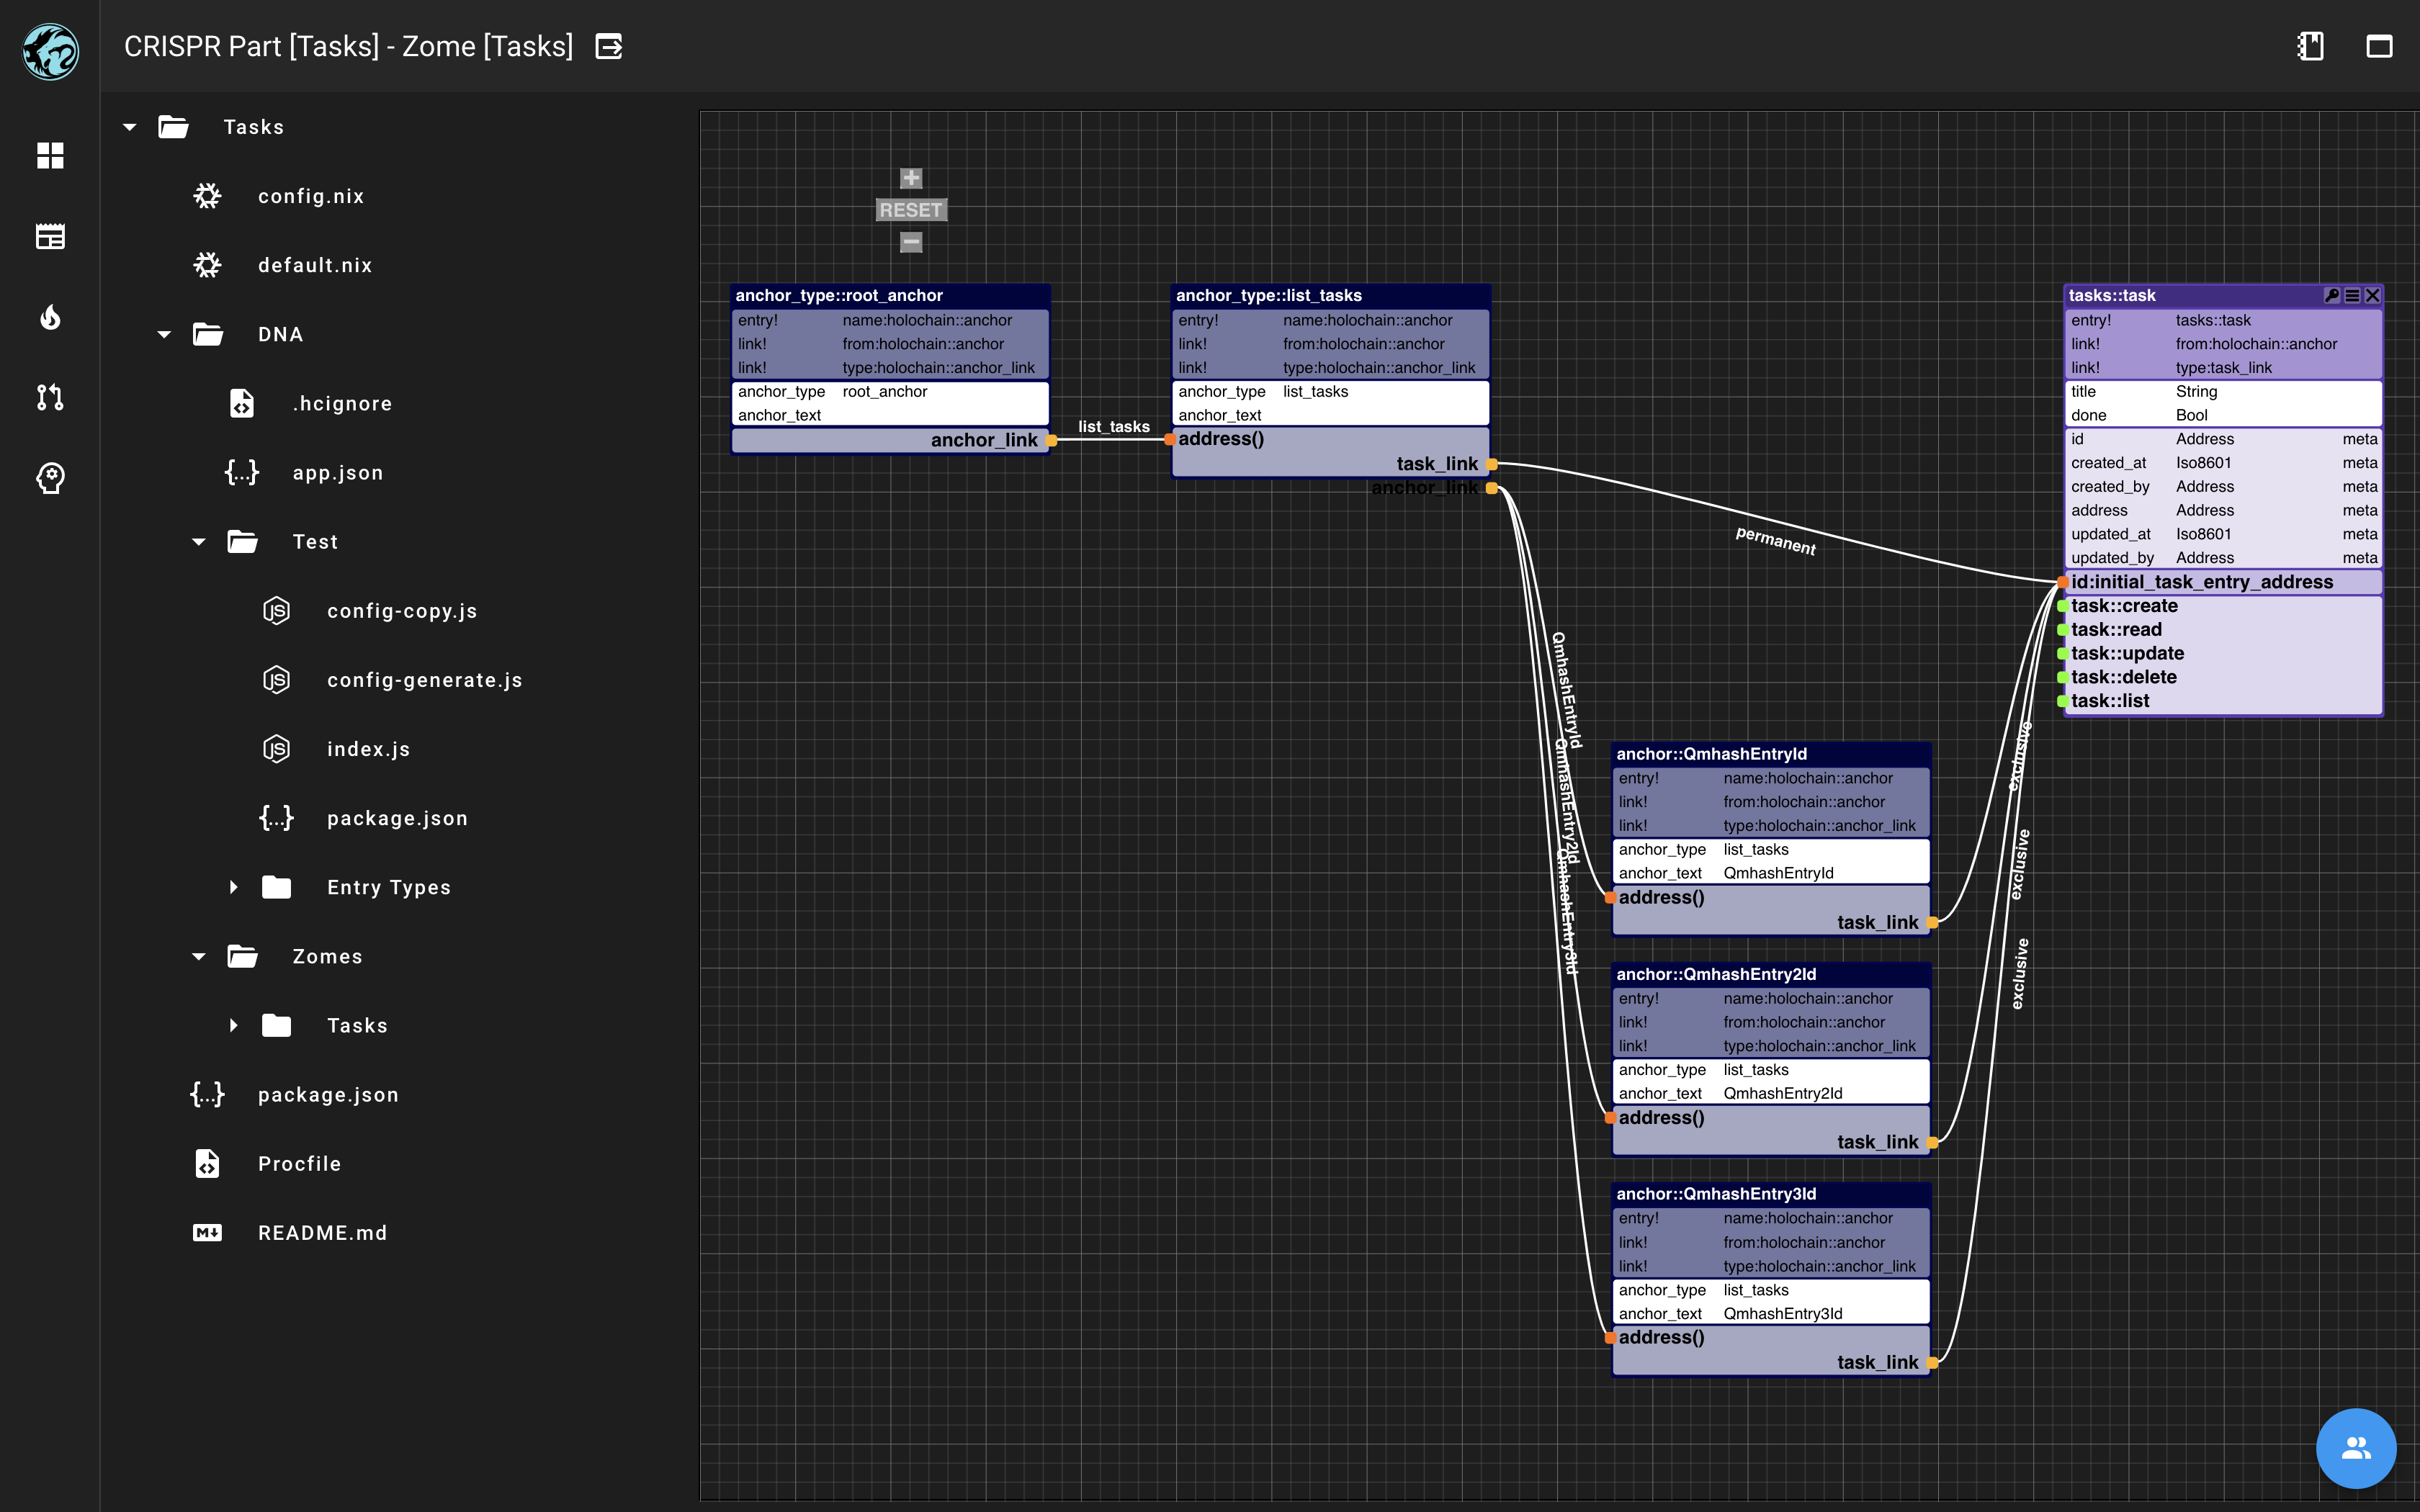 CRISPR Part [Tasks] - Zome [Tasks]
Tasks
config.nix
default.nix
DNA
.hcignore
{...} app.json
Test
JS config-copy.js
JS config-generate.js
JS index.js
{...} package.json
Entry Types
Zomes
Tasks
{...} package.json
Procfile
M README.md
+
RESET
−
anchor_type::root_anchor
entry! name:holochain::anchor
link! from:holochain::anchor
link! type:holochain::anchor_link
anchor_type root_anchor
anchor_text
anchor_link
list_tasks
anchor_type::list_tasks
entry! name:holochain::anchor
link! from:holochain::anchor
link! type:holochain::anchor_link
anchor_type list_tasks
anchor_text
address()
task_link
anchor_link
permanent
QmhashEntryId
QmhashEntry2Id
QmhashEntry3Id
tasks::task
entry! tasks::task
link! from:holochain::anchor
link! type:task_link
title String
done Bool
id Address meta
created_at Iso8601 meta
created_by Address meta
address Address meta
updated_at Iso8601 meta
updated_by Address meta
id:initial_task_entry_address
task::create
task::read
task::update
task::delete
task::list
exclusive
exclusive
exclusive
anchor::QmhashEntryId
entry! name:holochain::anchor
link! from:holochain::anchor
link! type:holochain::anchor_link
anchor_type list_tasks
anchor_text QmhashEntryId
address()
task_link
anchor::QmhashEntry2Id
entry! name:holochain::anchor
link! from:holochain::anchor
link! type:holochain::anchor_link
anchor_type list_tasks
anchor_text QmhashEntry2Id
address()
task_link
anchor::QmhashEntry3Id
entry! name:holochain::anchor
link! from:holochain::anchor
link! type:holochain::anchor_link
anchor_type list_tasks
anchor_text QmhashEntry3Id
address()
task_link